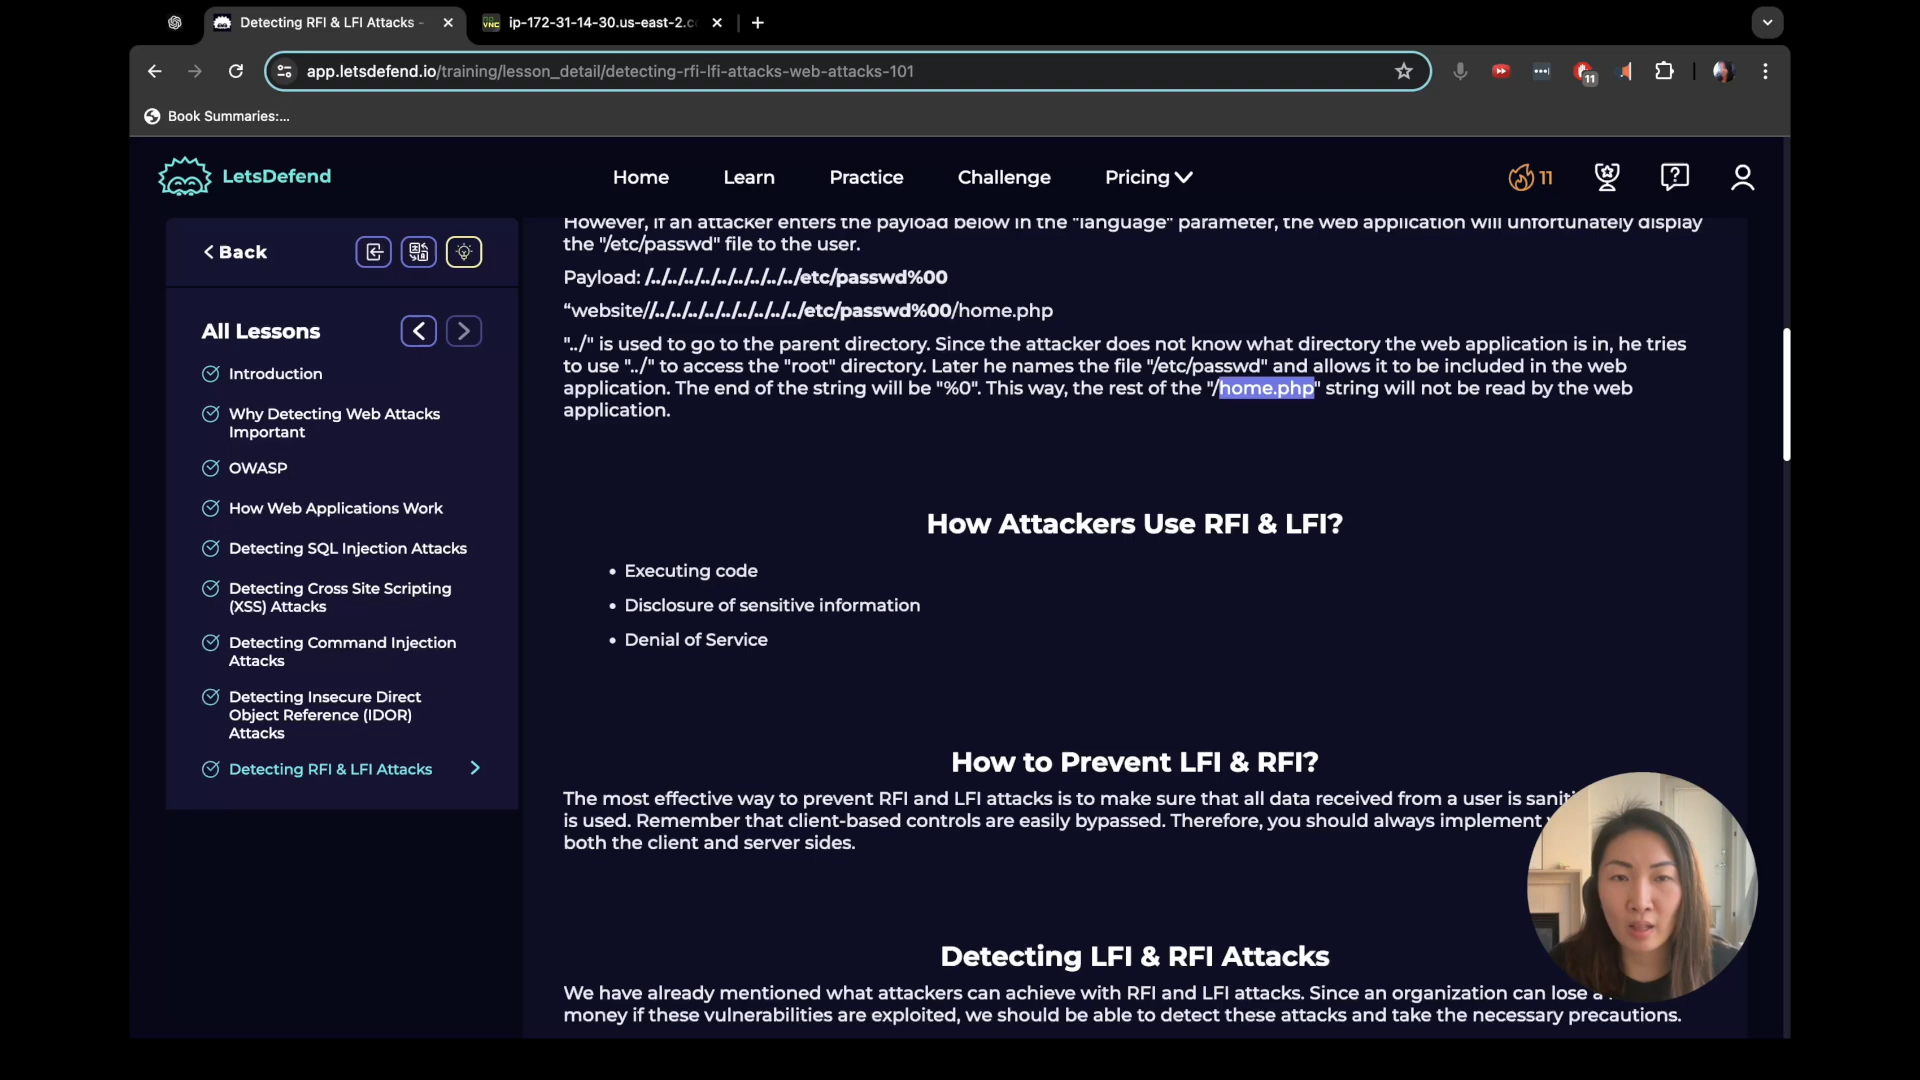 Detecting RFI & LFI Attacks -
ip-172-31-14-30.us-east-2.c
app.letsdefend.io/training/lesson_detail/detecting-rfi-lfi-attacks-web-attacks-101
11
Book Summaries:...
LetsDefend
Home
Learn
Practice
Challenge
Pricing
11
Back
All Lessons
Introduction
Why Detecting Web Attacks
Important
OWASP
How Web Applications Work
Detecting SQL Injection Attacks
Detecting Cross Site Scripting
(XSS) Attacks
Detecting Command Injection
Attacks
Detecting Insecure Direct
Object Reference (IDOR)
Attacks
Detecting RFI & LFI Attacks
However, if an attacker enters the payload below in the "language" parameter, the web application will unfortunately display
the "/etc/passwd" file to the user.
Payload: /../../../../../../../../../etc/passwd%00
“website//../../../../../../../../../etc/passwd%00/home.php
"../" is used to go to the parent directory. Since the attacker does not know what directory the web application is in, he tries
to use "../" to access the "root" directory. Later he names the file "/etc/passwd" and allows it to be included in the web
application. The end of the string will be "%0". This way, the rest of the "/home.php" string will not be read by the web
application.
How Attackers Use RFI & LFI?
• Executing code
• Disclosure of sensitive information
• Denial of Service
How to Prevent LFI & RFI?
The most effective way to prevent RFI and LFI attacks is to make sure that all data received from a user is saniti
is used. Remember that client-based controls are easily bypassed. Therefore, you should always implement
both the client and server sides.
Detecting LFI & RFI Attacks
We have already mentioned what attackers can achieve with RFI and LFI attacks. Since an organization can lose a
money if these vulnerabilities are exploited, we should be able to detect these attacks and take the necessary precautions.